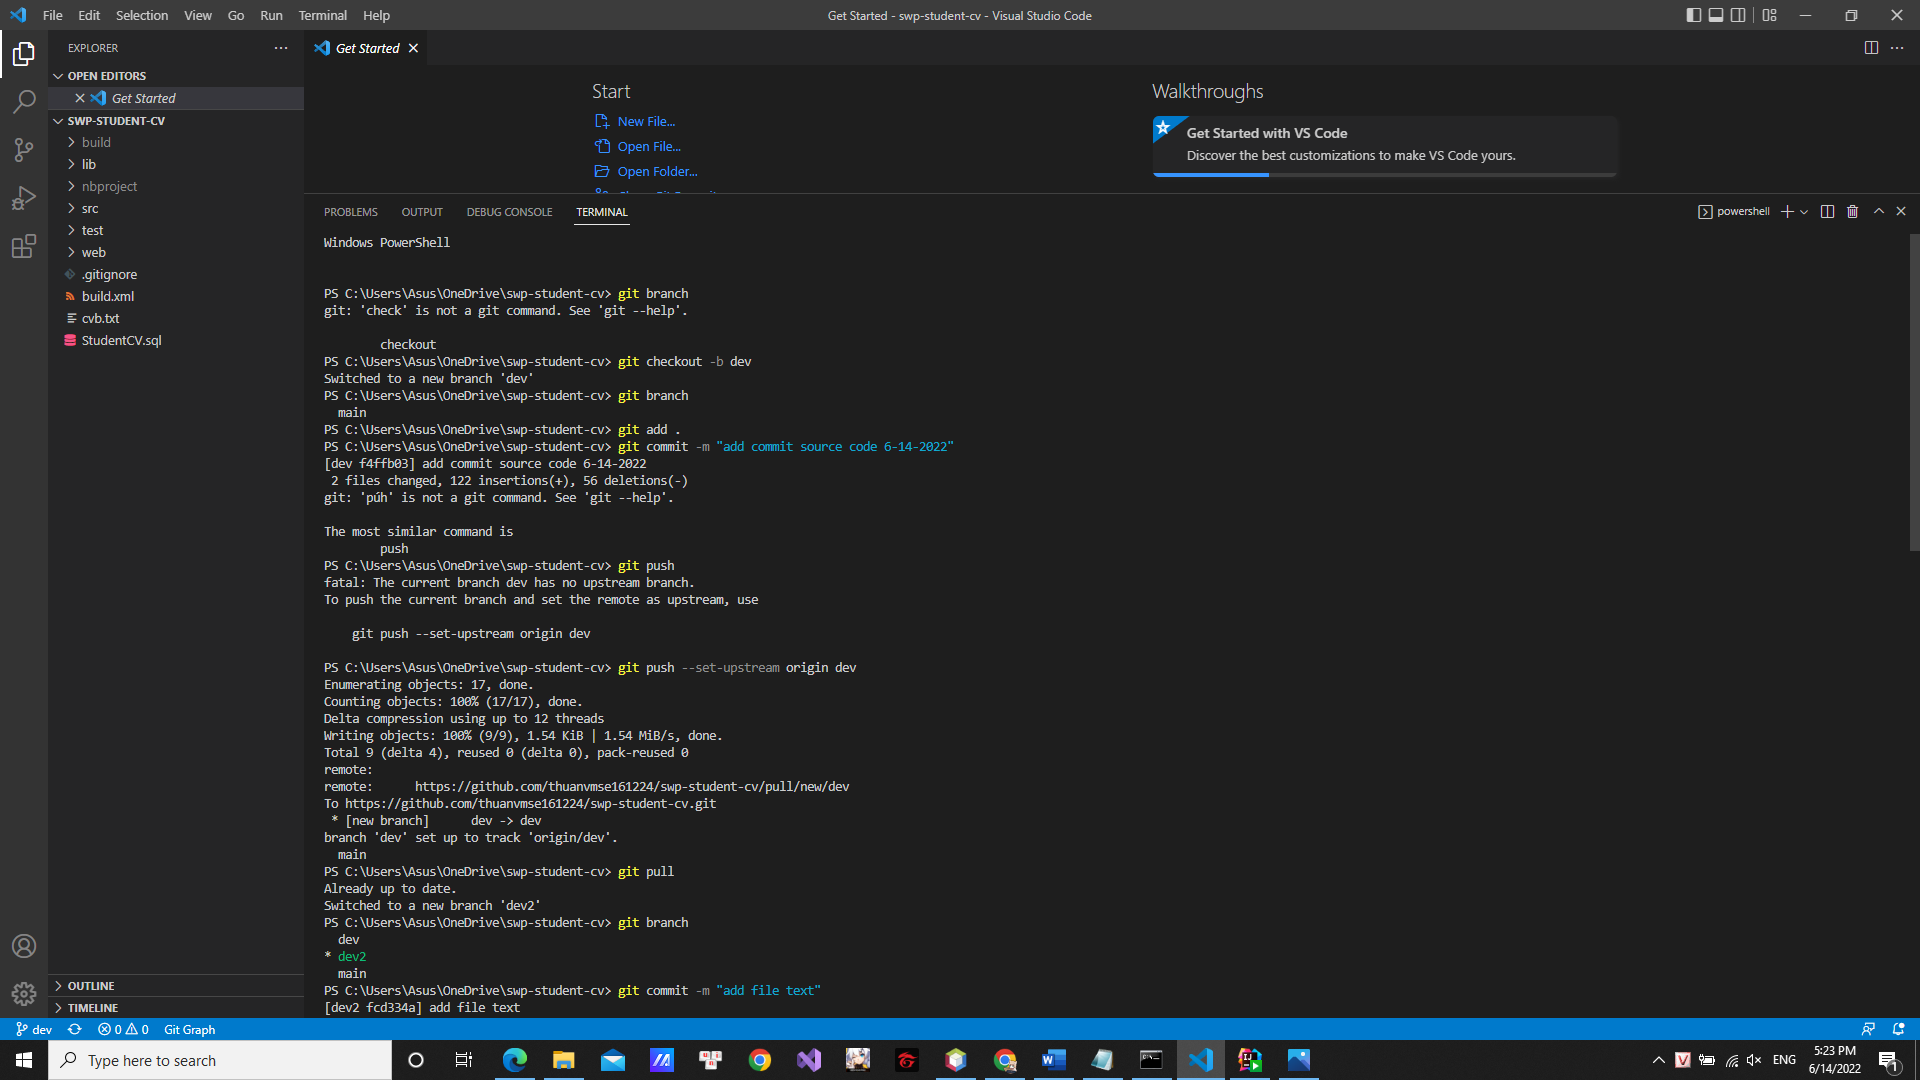 File Edit Selection View Go Run Terminal Help
Get Started - swp-student-cv - Visual Studio Code
EXPLORER
OPEN EDITORS
Get Started
SWP-STUDENT-CV
build
lib
nbproject
src
test
web
.gitignore
build.xml
cvb.txt
StudentCV.sql
OUTLINE
TIMELINE
Get Started
Start
New File...
Open File...
Open Folder...
Walkthroughs
Get Started with VS Code
Discover the best customizations to make VS Code yours.
PROBLEMS OUTPUT DEBUG CONSOLE TERMINAL
powershell
Windows PowerShell
PS C:\Users\Asus\OneDrive\swp-student-cv> git branch
git: 'check' is not a git command. See 'git --help'.
checkout
PS C:\Users\Asus\OneDrive\swp-student-cv> git checkout -b dev
Switched to a new branch 'dev'
PS C:\Users\Asus\OneDrive\swp-student-cv> git branch
main
PS C:\Users\Asus\OneDrive\swp-student-cv> git add .
PS C:\Users\Asus\OneDrive\swp-student-cv> git commit -m "add commit source code 6-14-2022"
[dev f4ffb03] add commit source code 6-14-2022
2 files changed, 122 insertions(+), 56 deletions(-)
git: 'púh' is not a git command. See 'git --help'.
The most similar command is
push
PS C:\Users\Asus\OneDrive\swp-student-cv> git push
fatal: The current branch dev has no upstream branch.
To push the current branch and set the remote as upstream, use
git push --set-upstream origin dev
PS C:\Users\Asus\OneDrive\swp-student-cv> git push --set-upstream origin dev
Enumerating objects: 17, done.
Counting objects: 100% (17/17), done.
Delta compression using up to 12 threads
Writing objects: 100% (9/9), 1.54 KiB | 1.54 MiB/s, done.
Total 9 (delta 4), reused 0 (delta 0), pack-reused 0
remote:
remote: https://github.com/thuanvmse161224/swp-student-cv/pull/new/dev
To https://github.com/thuanvmse161224/swp-student-cv.git
* [new branch] dev -> dev
branch 'dev' set up to track 'origin/dev'.
main
PS C:\Users\Asus\OneDrive\swp-student-cv> git pull
Already up to date.
Switched to a new branch 'dev2'
PS C:\Users\Asus\OneDrive\swp-student-cv> git branch
dev
* dev2
main
PS C:\Users\Asus\OneDrive\swp-student-cv> git commit -m "add file text"
[dev2 fcd334a] add file text
dev 0 0 Git Graph
Type here to search
ENG
5:23 PM
6/14/2022
1